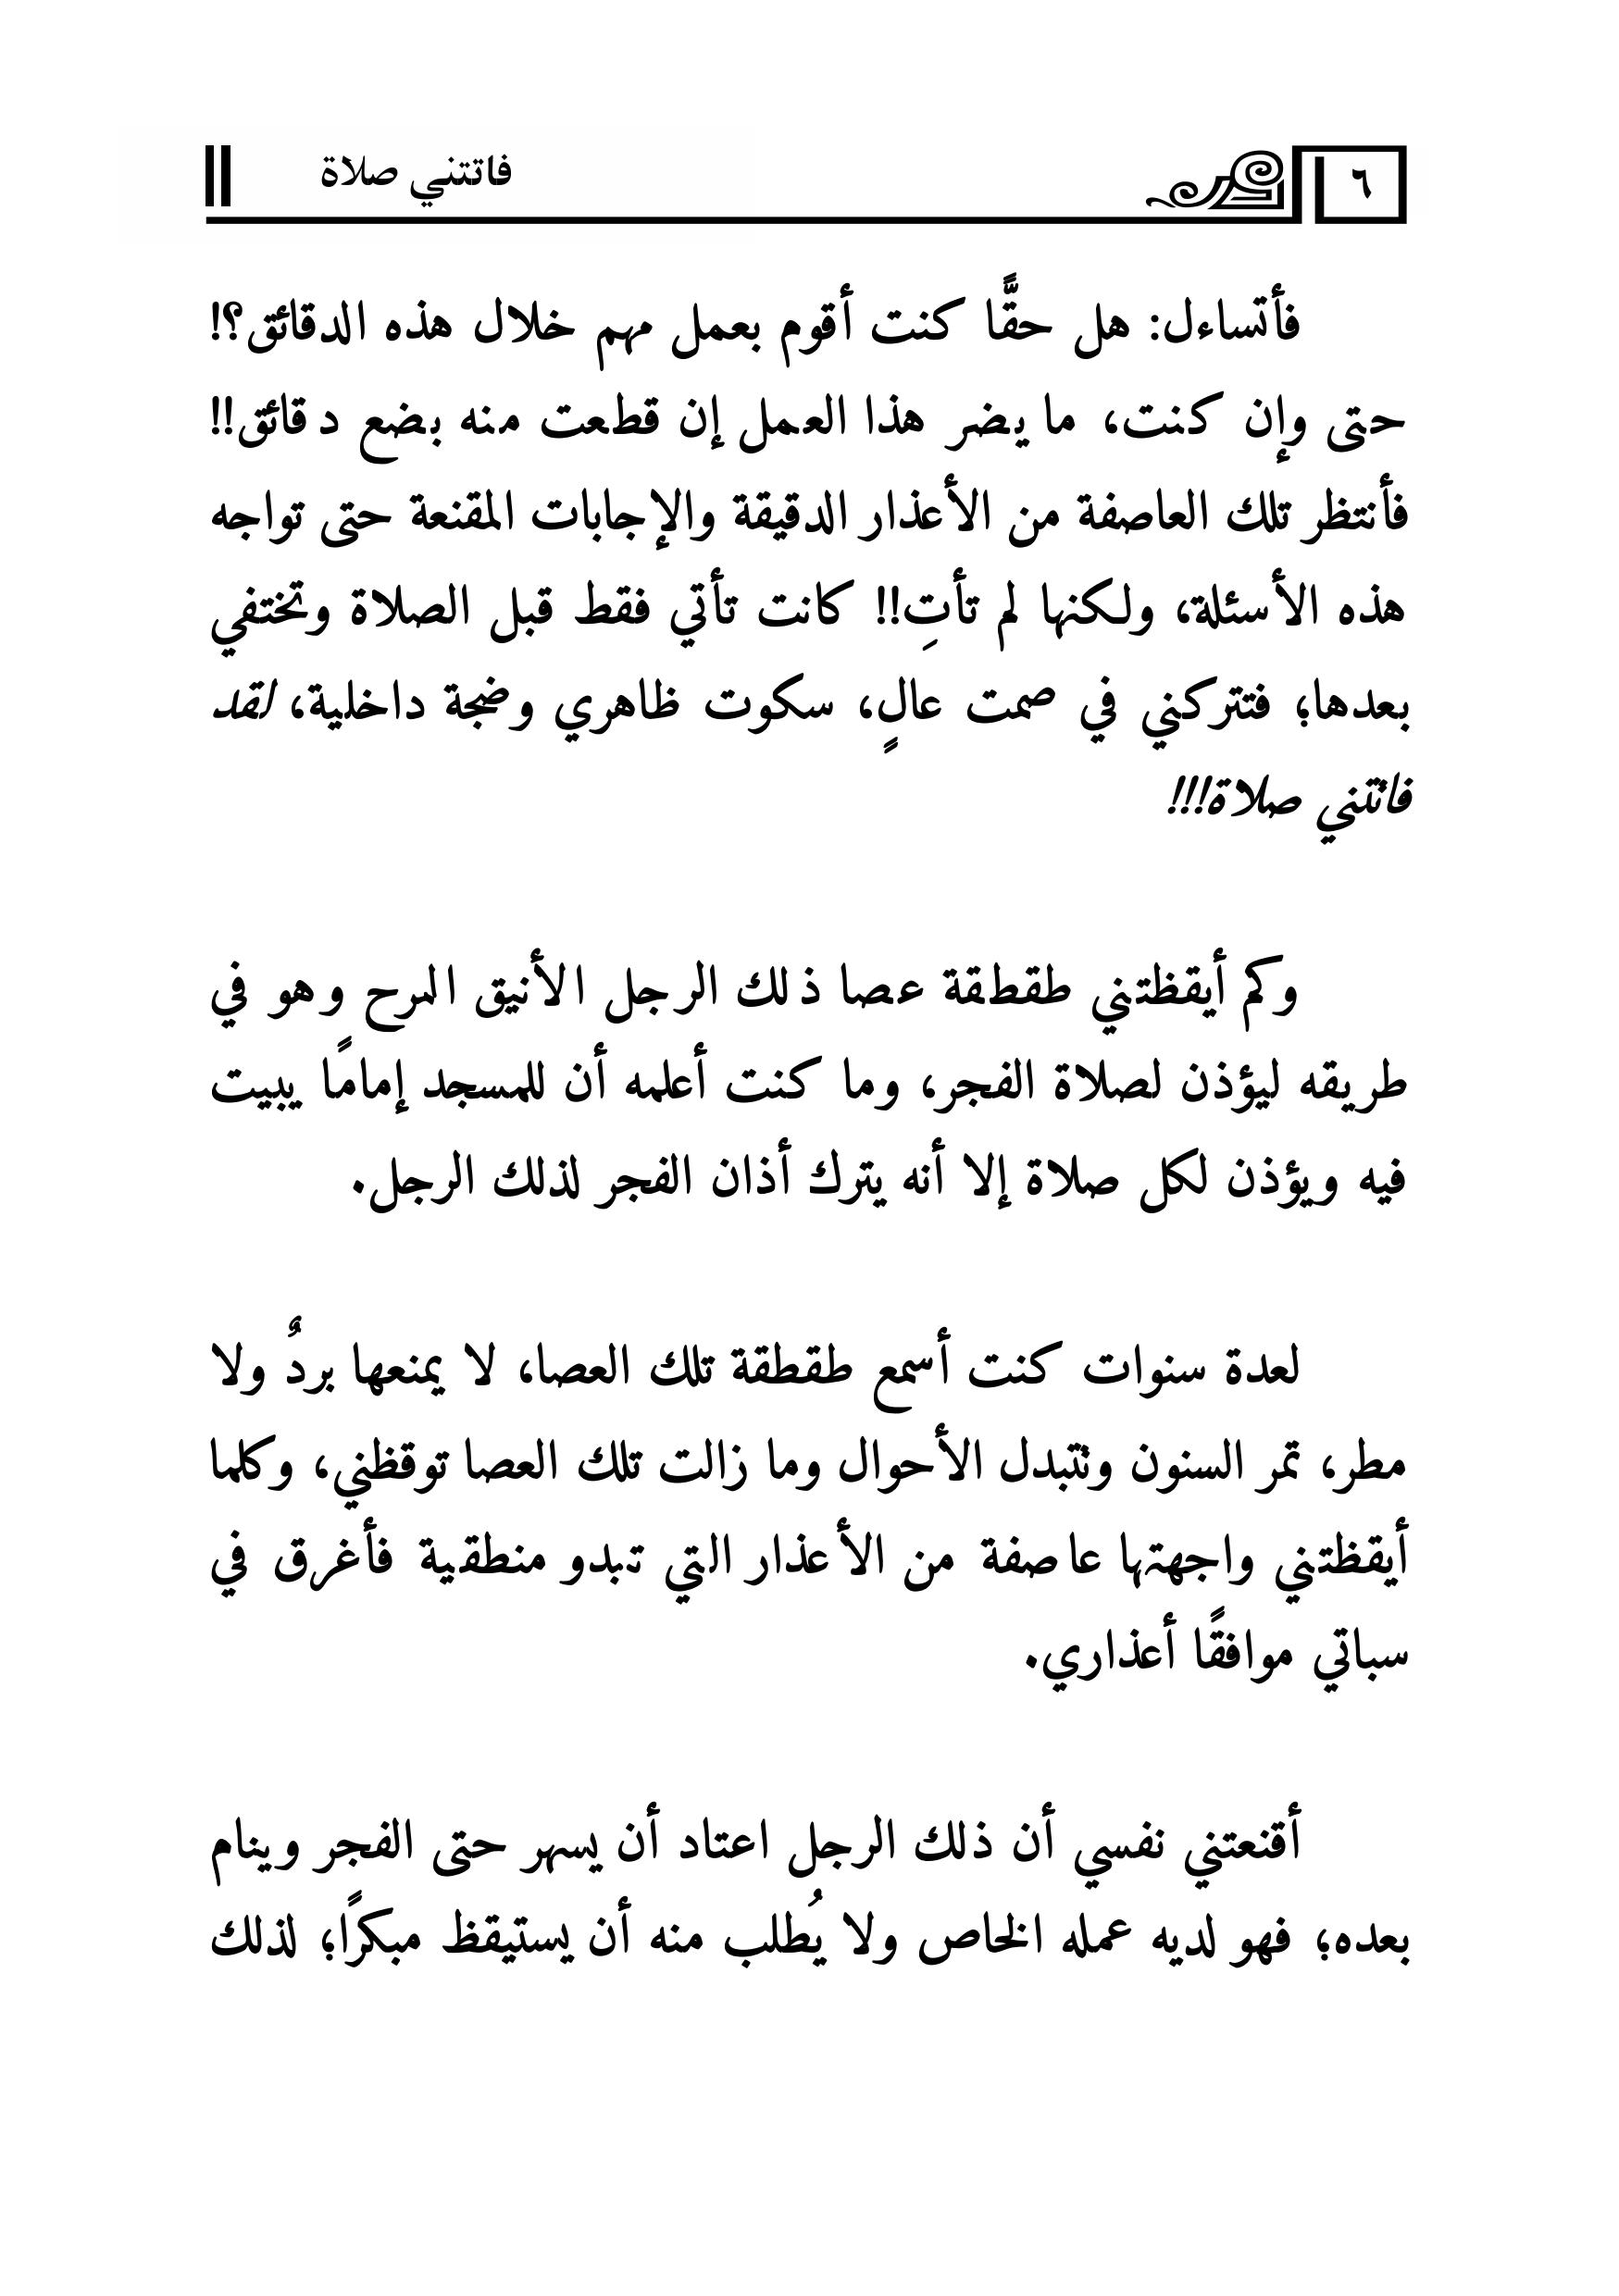 ٦
فاتتني صلاة
فأتساءل: هل حقًّا كنت أقوم بعمل مهم خلال هذه الدقائق؟!
حتى وإن كنت، ما يضر هذا العمل إن قطعت منه بضع دقائق!!
فأنتظر تلك العاصفة من الأعذار الدقيقة والإجابات المقنعة حتى تواجه
هذه الأسئلة، ولكنها لم تأتِ!! كانت تأتي فقط قبل الصلاة وتختفي
بعدها؛ فتتركني في صمت عالٍ، سكوت ظاهري وضجة داخلية، لقد
فاتتني صلاة!!!
وكم أيقظتني طقطقة عصا ذلك الرجل الأنيق المرح وهو في
طريقه ليؤذن لصلاة الفجر، وما كنت أعلمه أن للمسجد إمامًا يبيت
فيه ويؤذن لكل صلاة إلا أنه يترك أذان الفجر لذلك الرجل.
لعدة سنوات كنت أسمع طقطقة تلك العصا، لا يمنعها بردٌ ولا
مطر، تمر السنون وتتبدل الأحوال وما زالت تلك العصا توقظني، وكلما
أيقظتني واجهتها عاصفة من الأعذار التي تبدو منطقية فأغرق في
سباتي موافقًا أعذاري.
أقنعتني نفسي أن ذلك الرجل اعتاد أن يسهر حتى الفجر وينام
بعده؛ فهو لديه عمله الخاص ولا يُطلب منه أن يستيقظ مبكرًا؛ لذلك